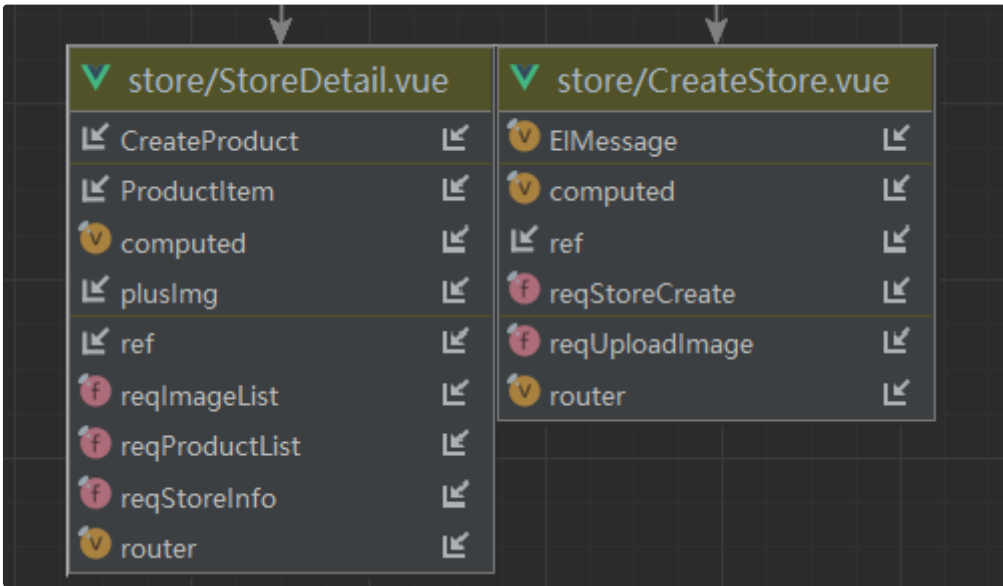 store/StoreDetail.vue
CreateProduct
ProductItem
computed
plusImg
ref
reqImageList
reqProductList
reqStoreInfo
router
store/CreateStore.vue
ElMessage
computed
ref
reqStoreCreate
reqUploadImage
router